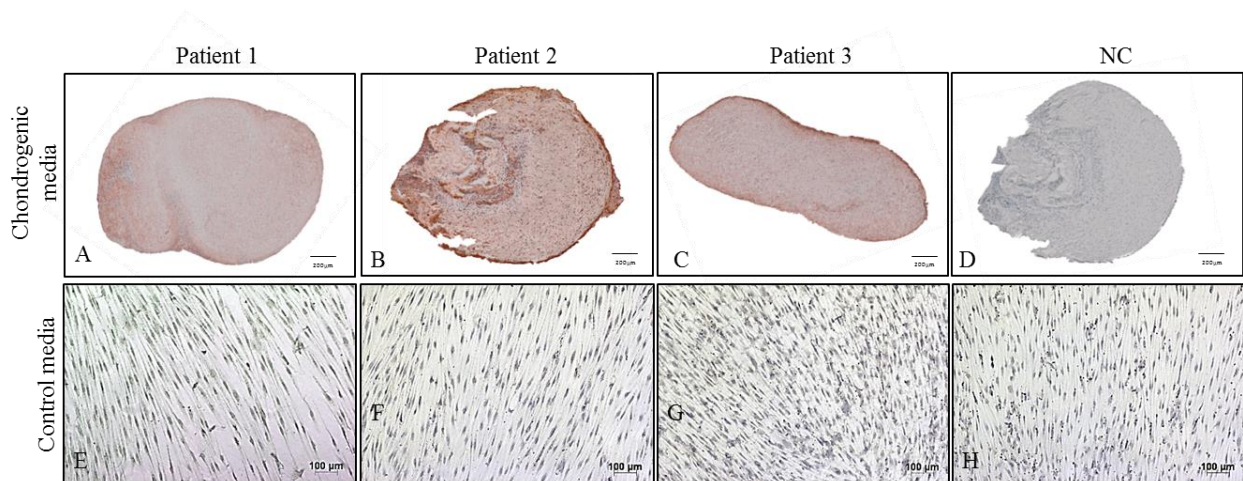 Patient 1 Patient 2 Patient 3 NC
Chondrogenic
media
A 200µm B 200µm C 200µm D 200µm
Control media
E 100 µm F 100 µm G 100 µm H 100 µm